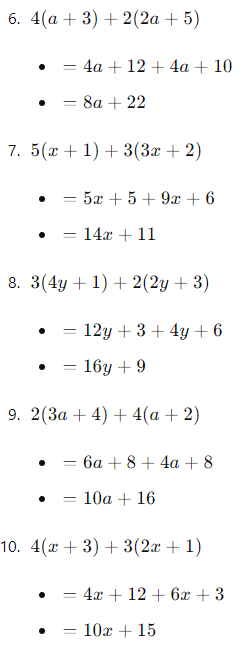 6. 4(a + 3) + 2(2a + 5)
• = 4a + 12 + 4a + 10
• = 8a + 22
7. 5(x + 1) + 3(3x + 2)
• = 5x + 5 + 9x + 6
• = 14x + 11
8. 3(4y + 1) + 2(2y + 3)
• = 12y + 3 + 4y + 6
• = 16y + 9
9. 2(3a + 4) + 4(a + 2)
• = 6a + 8 + 4a + 8
• = 10a + 16
10. 4(x + 3) + 3(2x + 1)
• = 4x + 12 + 6x + 3
• = 10x + 15